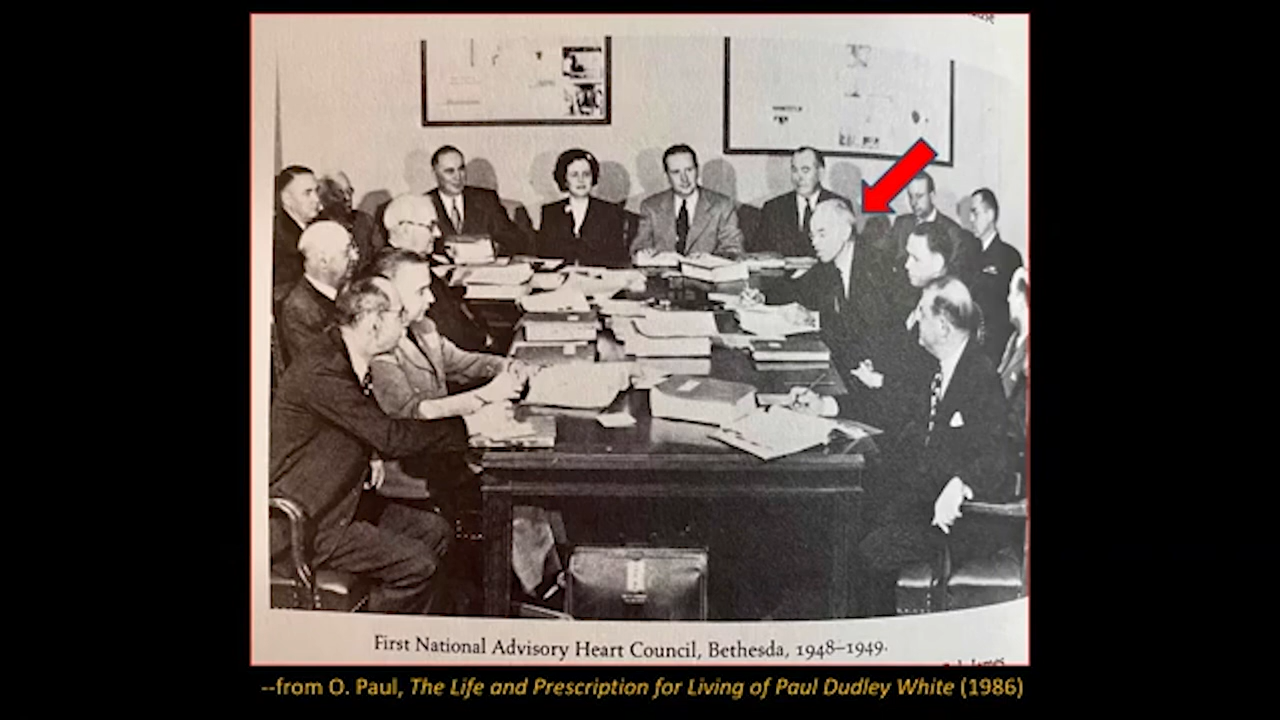 First National Advisory Heart Council, Bethesda, 1948–1949.
--from O. Paul, The Life and Prescription for Living of Paul Dudley White (1986)